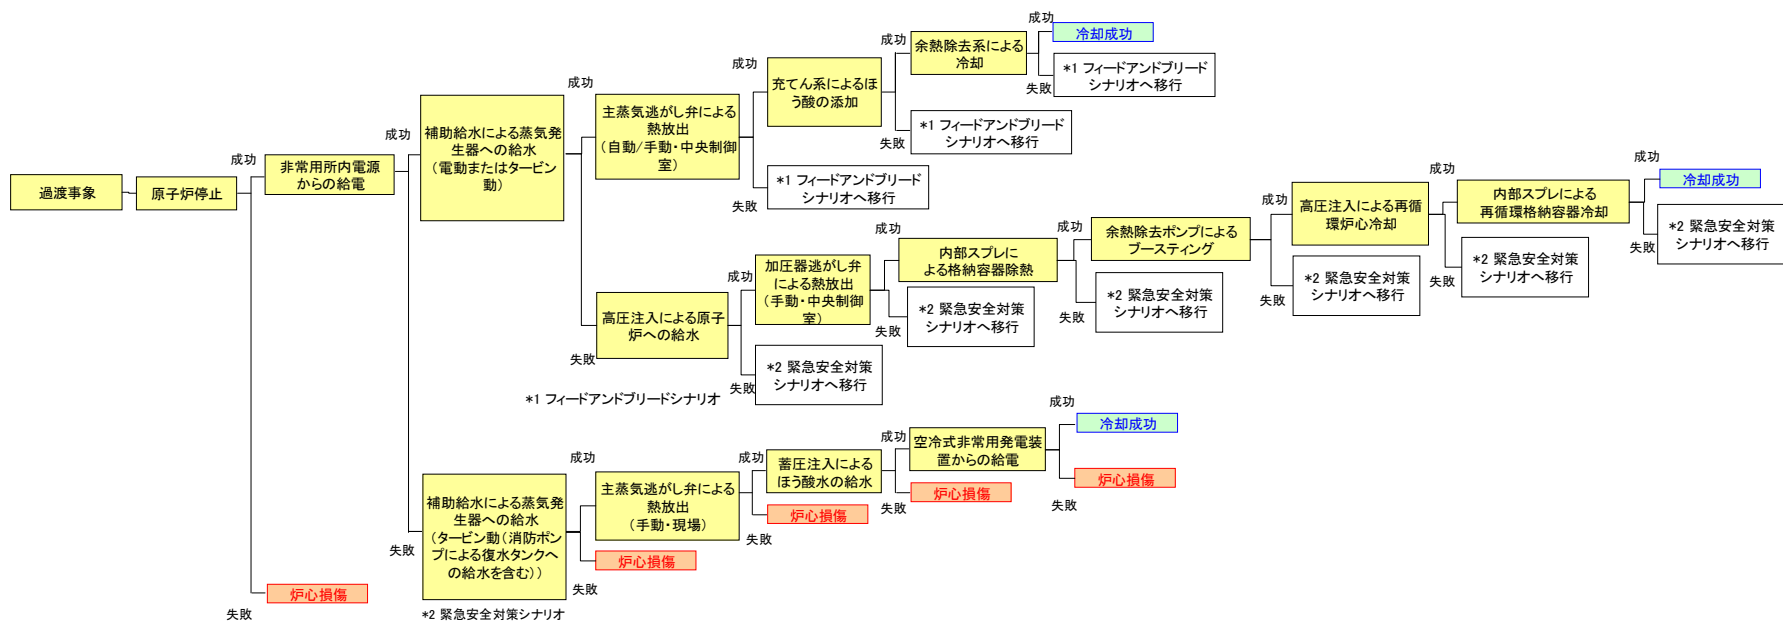 過渡事象
原子炉停止
成功
失敗
非常用所内電源
からの給電
炉心損傷
成功
失敗
補助給水による蒸気発
生器への給水
(電動またはタービン
動)
成功
失敗
主蒸気逃がし弁による
熱放出
(自動/手動・中央制御
室)
成功
失敗
充てん系によるほ
う酸の添加
*1 フィードアンドブリード
シナリオへ移行
成功
失敗
余熱除去系による
冷却
*1 フィードアンドブリード
シナリオへ移行
成功
失敗
冷却成功
*1 フィードアンドブリード
シナリオへ移行
高圧注入による原子
炉への給水
*1 フィードアンドブリードシナリオ
成功
失敗
加圧器逃がし弁
による熱放出
(手動・中央制御
室)
*2 緊急安全対策
シナリオへ移行
成功
失敗
内部スプレに
よる格納容器除熱
*2 緊急安全対策
シナリオへ移行
成功
失敗
余熱除去ポンプによる
ブースティング
*2 緊急安全対策
シナリオへ移行
成功
失敗
高圧注入による再循
環炉心冷却
*2 緊急安全対策
シナリオへ移行
成功
失敗
内部スプレによる
再循環格納容器冷却
*2 緊急安全対策
シナリオへ移行
成功
失敗
冷却成功
*2 緊急安全対策
シナリオへ移行
補助給水による蒸気発
生器への給水
(タービン動(消防ポン
プによる復水タンクへ
の給水を含む))
*2 緊急安全対策シナリオ
成功
失敗
主蒸気逃がし弁による
熱放出
(手動・現場)
炉心損傷
成功
失敗
蓄圧注入による
ほう酸水の給水
炉心損傷
成功
失敗
空冷式非常用発電装
置からの給電
炉心損傷
成功
失敗
冷却成功
炉心損傷